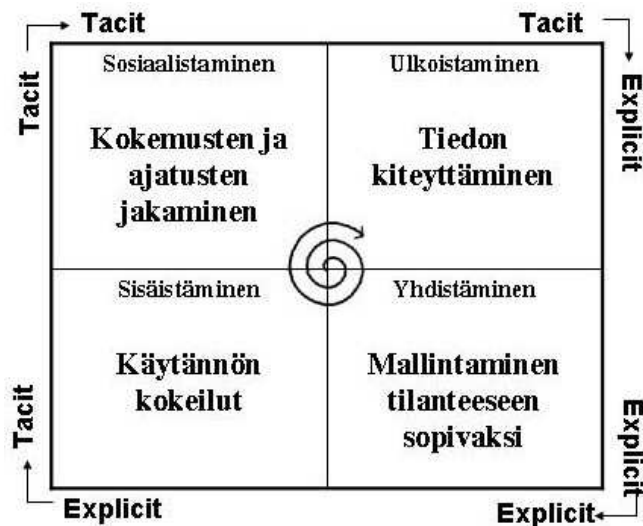 Tacit
Tacit
Tacit
Explicit
Sosiaalistaminen
Kokemusten ja
ajatusten
jakaminen
Ulkoistaminen
Tiedon
kiteyttäminen
Sisäistäminen
Käytännön
kokeilut
Yhdistäminen
Mallintaminen
tilanteeseen
sopivaksi
Tacit
Explicit
Explicit
Explicit